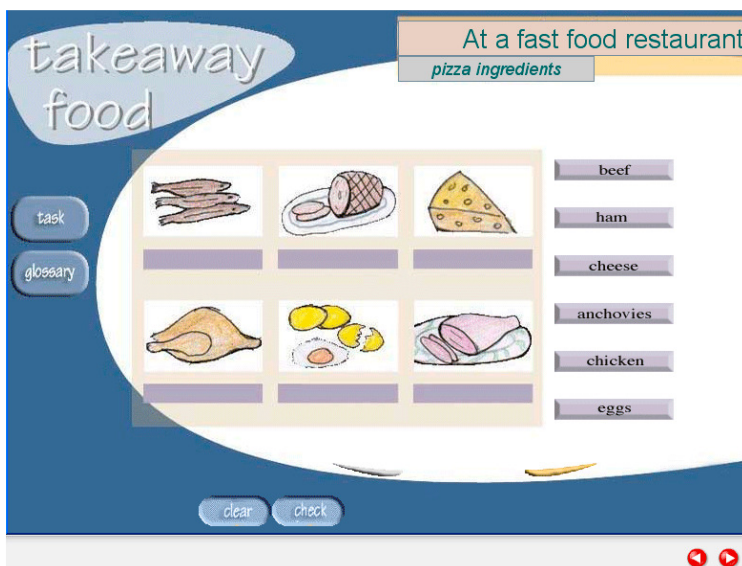 takeaway
food
At a fast food restaurant
pizza ingredients
task
glossary
beef
ham
cheese
anchovies
chicken
eggs
clear
check